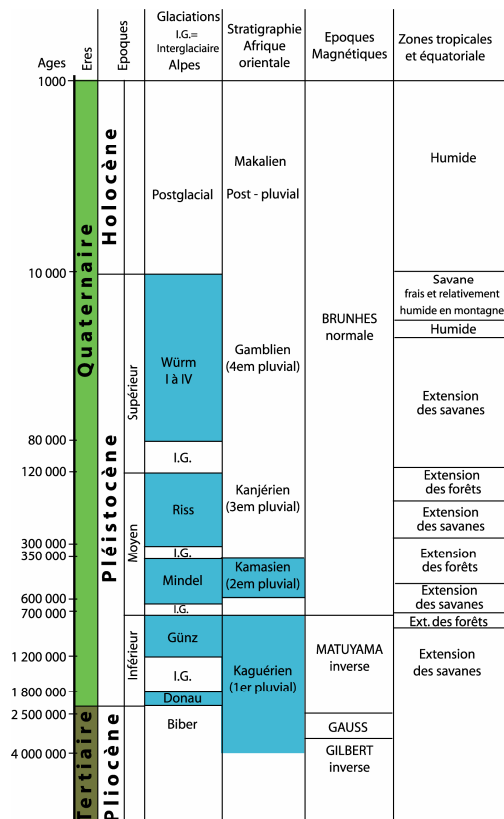 Ages
Eres
Epoques
Glaciations
I.G.=
Interglaciaire
Alpes
Stratigraphie
Afrique
orientale
Epoques
Magnétiques
Zones tropicales
et équatoriale
1000
10 000
80 000
120 000
300 000
350 000
600 000
700 000
1 200 000
1 800 000
2 500 000
4 000 000
Quaternaire
Tertiaire
Holocène
Pléistocène
Pliocène
Supérieur
Moyen
Inférieur
Postglacial
Würm
I à IV
I.G.
Riss
I.G.
Mindel
I.G.
Günz
I.G.
Donau
Biber
Makalien
Post - pluvial
Gamblien
(4em pluvial)
Kanjérien
(3em pluvial)
Kamasien
(2em pluvial)
Kaguérien
(1er pluvial)
BRUNHES
normale
MATUYAMA
inverse
GAUSS
GILBERT
inverse
Humide
Savane
frais et relativement
humide en montagne
Humide
Extension
des savanes
Extension
des forêts
Extension
des savanes
Extension
des forêts
Extension
des savanes
Ext. des forêts
Extension
des savanes